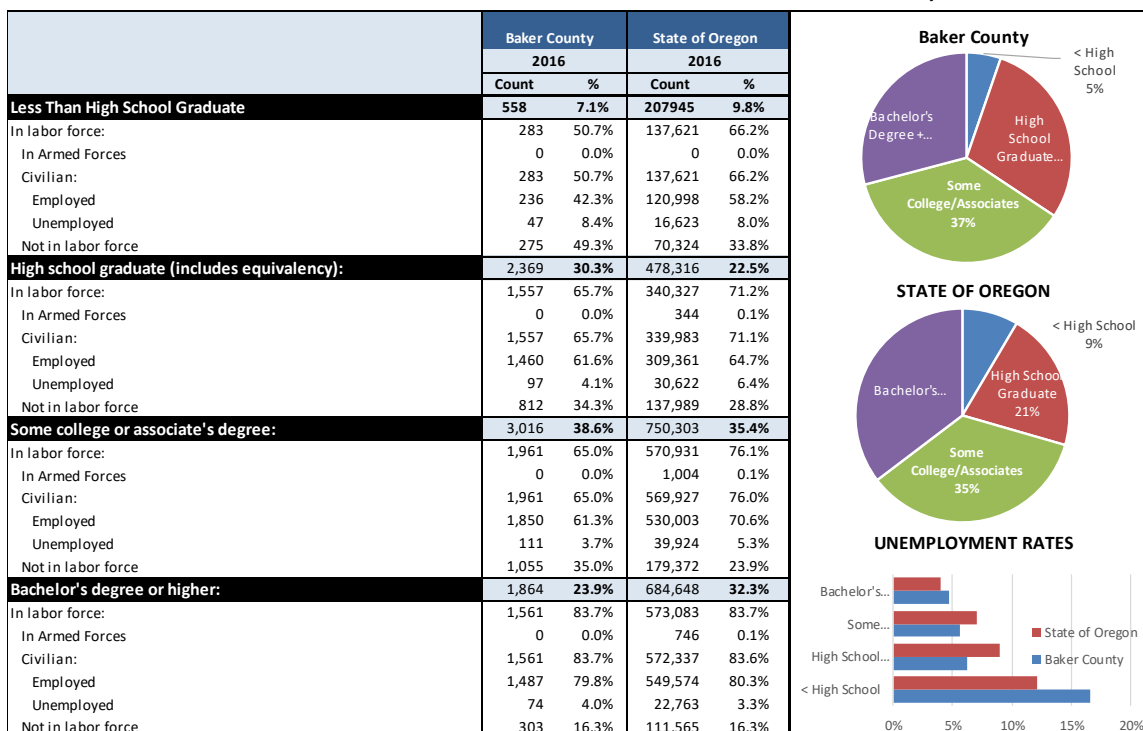 Baker County State of Oregon
2016 2016
Count % Count %
Less Than High School Graduate 558 7.1% 207945 9.8%
In labor force: 283 50.7% 137,621 66.2%
In Armed Forces 0 0.0% 0 0.0%
Civilian: 283 50.7% 137,621 66.2%
Employed 236 42.3% 120,998 58.2%
Unemployed 47 8.4% 16,623 8.0%
Not in labor force 275 49.3% 70,324 33.8%
High school graduate (includes equivalency): 2,369 30.3% 478,316 22.5%
In labor force: 1,557 65.7% 340,327 71.2%
In Armed Forces 0 0.0% 344 0.1%
Civilian: 1,557 65.7% 339,983 71.1%
Employed 1,460 61.6% 309,361 64.7%
Unemployed 97 4.1% 30,622 6.4%
Not in labor force 812 34.3% 137,989 28.8%
Some college or associate's degree: 3,016 38.6% 750,303 35.4%
In labor force: 1,961 65.0% 570,931 76.1%
In Armed Forces 0 0.0% 1,004 0.1%
Civilian: 1,961 65.0% 569,927 76.0%
Employed 1,850 61.3% 530,003 70.6%
Unemployed 111 3.7% 39,924 5.3%
Not in labor force 1,055 35.0% 179,372 23.9%
Bachelor's degree or higher: 1,864 23.9% 684,648 32.3%
In labor force: 1,561 83.7% 573,083 83.7%
In Armed Forces 0 0.0% 746 0.1%
Civilian: 1,561 83.7% 572,337 83.6%
Employed 1,487 79.8% 549,574 80.3%
Unemployed 74 4.0% 22,763 3.3%
Not in labor force 303 16.3% 111,565 16.3%
Baker County
< High
School
5%
High
School
Graduate...
Bachelor's
Degree +...
Some
College/Associates
37%
STATE OF OREGON
< High School
9%
High School
Graduate
21%
Bachelor's...
Some
College/Associates
35%
UNEMPLOYMENT RATES
Bachelor's...
Some...
High School...
< High School
State of Oregon
Baker County
0% 5% 10% 15% 20%